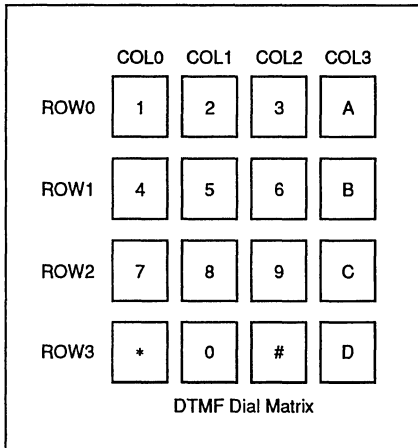 COL0 COL1 COL2 COL3
ROW0 1 2 3 A
ROW1 4 5 6 B
ROW2 7 8 9 C
ROW3 * 0 # D
DTMF Dial Matrix